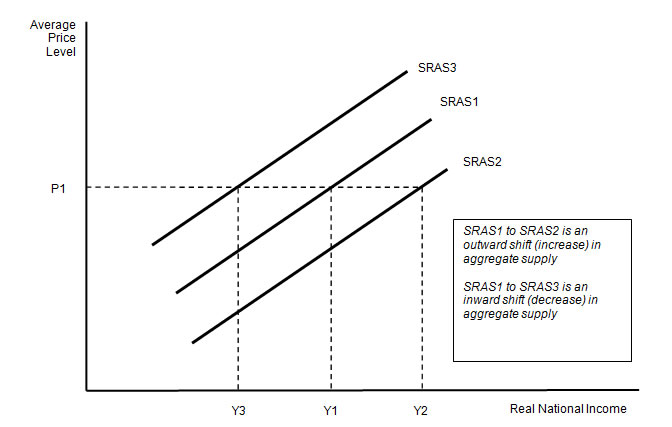 Average
Price
Level
SRAS3
SRAS1
SRAS2
P1
SRAS1 to SRAS2 is an
outward shift (increase) in
aggregate supply
SRAS1 to SRAS3 is an
inward shift (decrease) in
aggregate supply
Y3
Y1
Y2
Real National Income